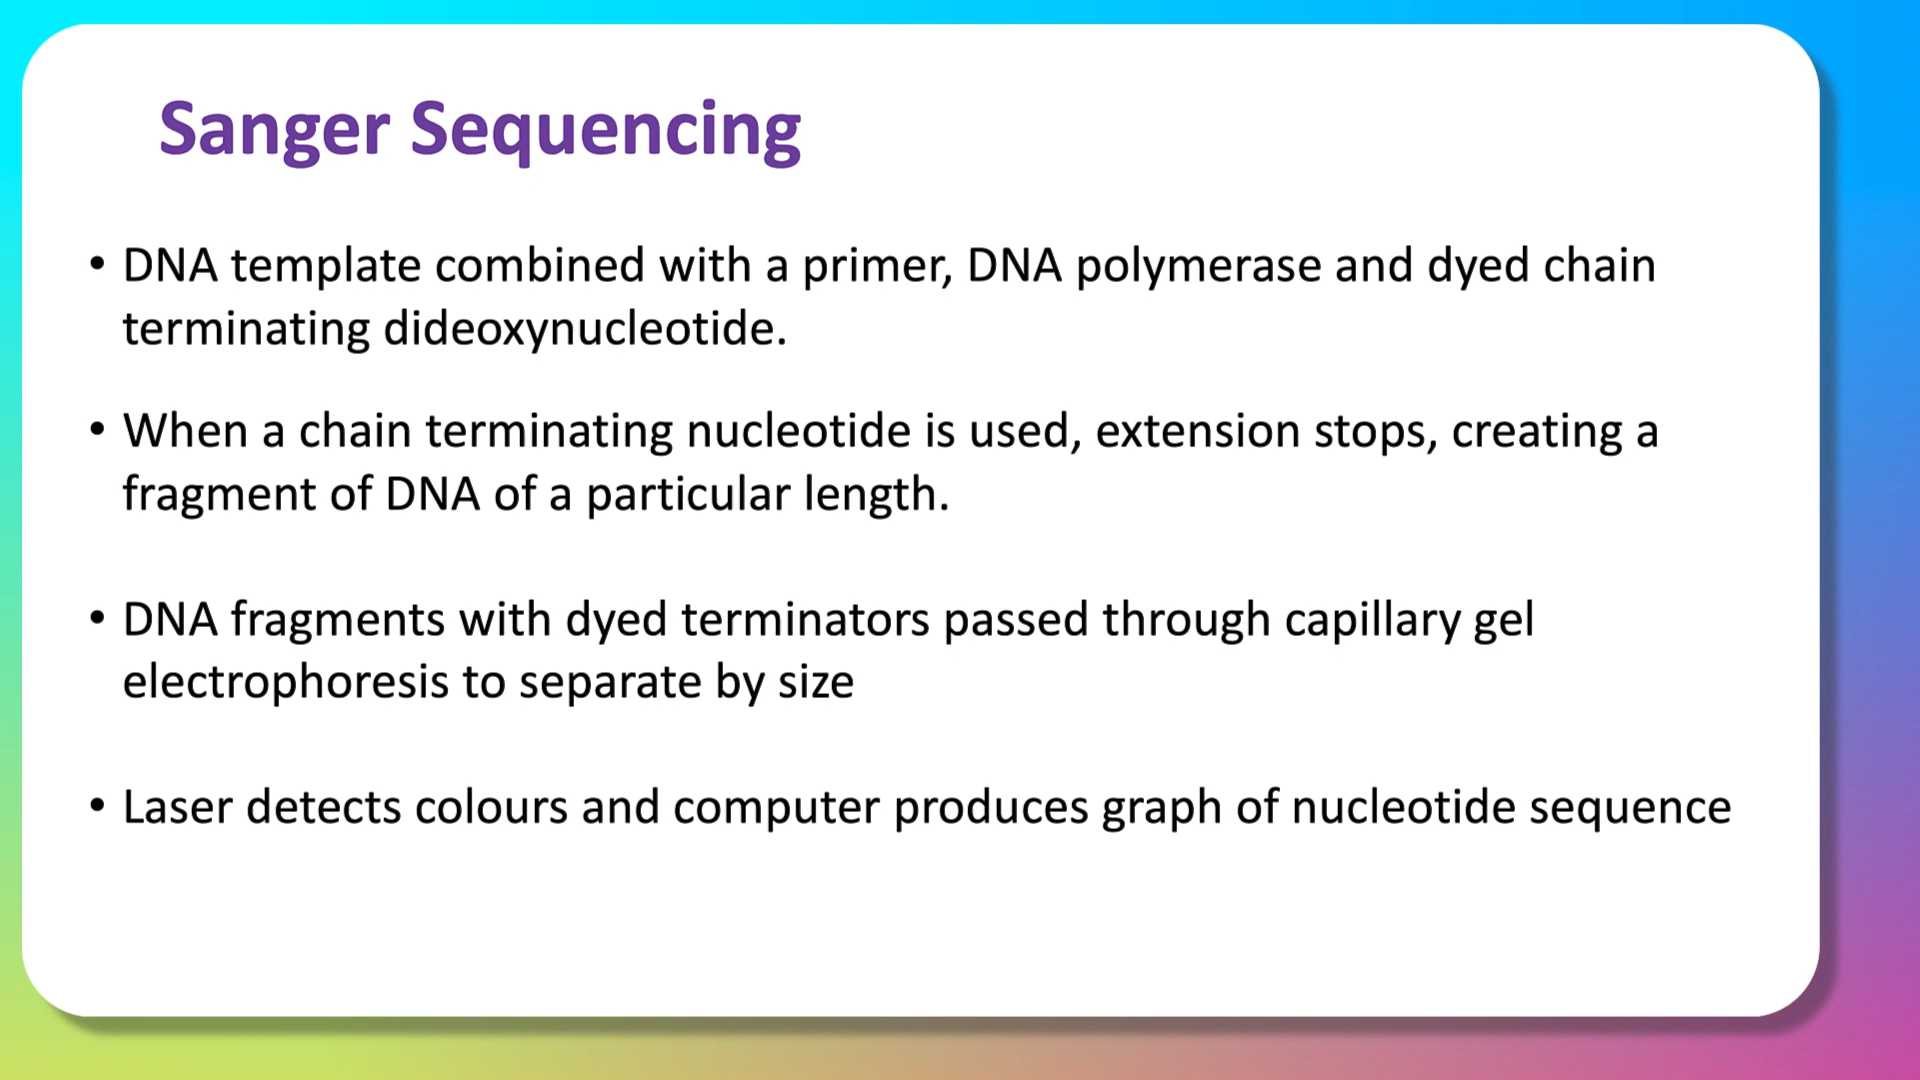 Sanger Sequencing
• DNA template combined with a primer, DNA polymerase and dyed chain
terminating dideoxynucleotide.
• When a chain terminating nucleotide is used, extension stops, creating a
fragment of DNA of a particular length.
• DNA fragments with dyed terminators passed through capillary gel
electrophoresis to separate by size
• Laser detects colours and computer produces graph of nucleotide sequence